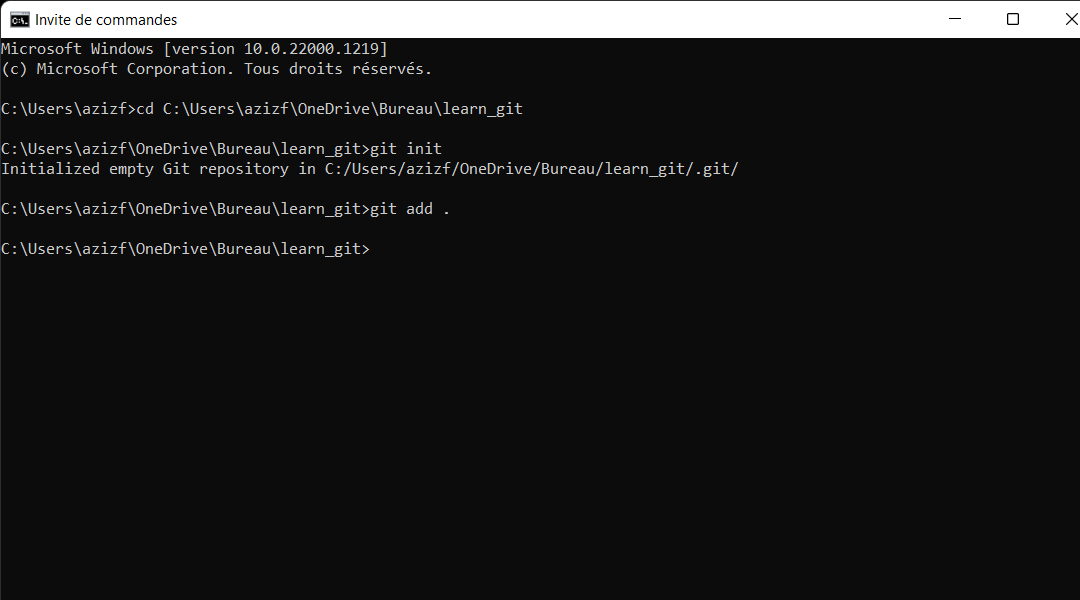 Invite de commandes
Microsoft Windows [version 10.0.22000.1219]
(c) Microsoft Corporation. Tous droits réservés.
C:\Users\azizf>cd C:\Users\azizf\OneDrive\Bureau\learn_git
C:\Users\azizf\OneDrive\Bureau\learn_git>git init
Initialized empty Git repository in C:/Users/azizf/OneDrive/Bureau/learn_git/.git/
C:\Users\azizf\OneDrive\Bureau\learn_git>git add .
C:\Users\azizf\OneDrive\Bureau\learn_git>